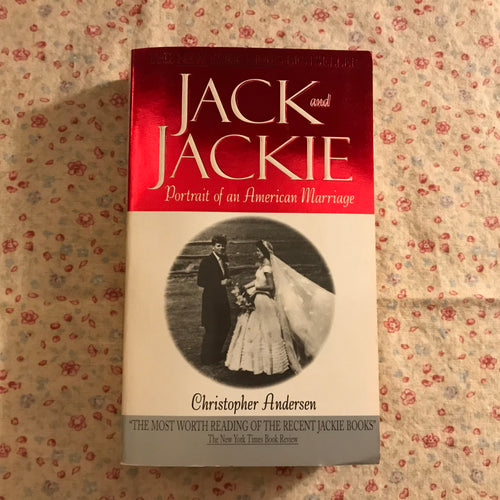 JACK and
JACKIE
Portrait of an American Marriage
Christopher Andersen
"THE MOST WORTH READING OF THE RECENT JACKIE BOOKS"
The New York Times Book Review